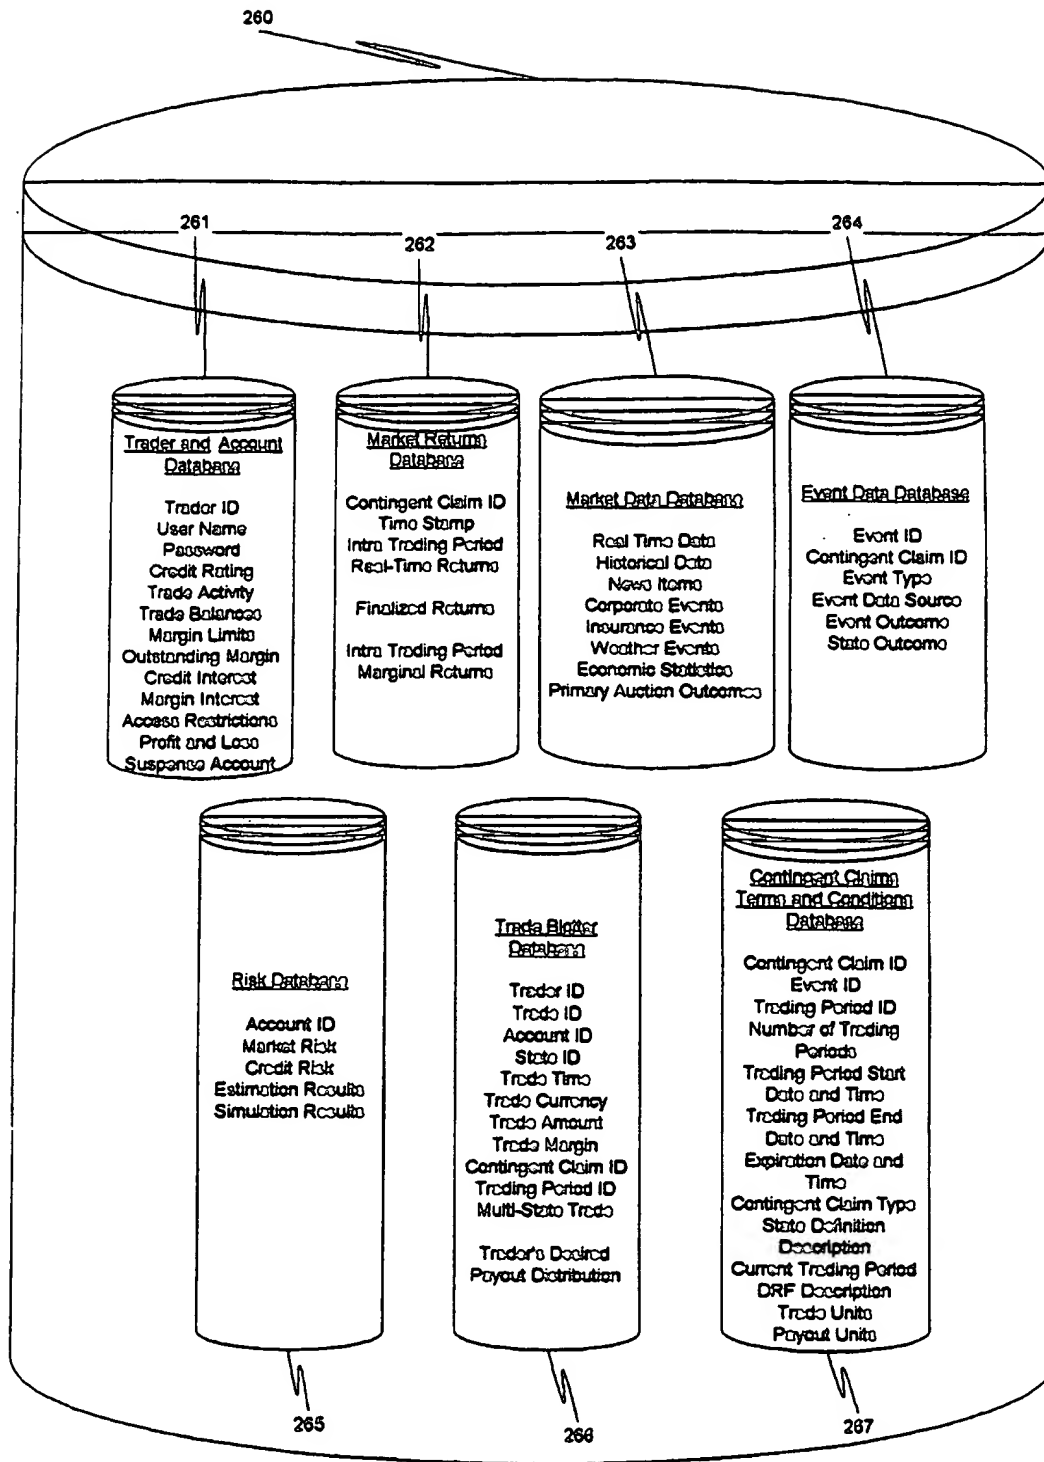 260
261
262
263
264
Trader and Account
Database
Trader ID
User Name
Password
Credit Rating
Trade Activity
Trade Balances
Margin Limits
Outstanding Margin
Credit Interest
Margin Interest
Access Restrictions
Profit and Loss
Suspense Account
Market Return
Database
Contingent Claim ID
Time Stamp
Intra Trading Period
Real-Time Returns
Finalized Returns
Intra Trading Period
Marginal Returns
Market Data Database
Real Time Data
Historical Data
News Items
Corporate Events
Insurance Events
Weather Events
Economic Statistics
Primary Auction Outcomes
Event Data Database
Event ID
Contingent Claim ID
Event Type
Event Data Source
Event Outcome
State Outcome
Risk Database
Account ID
Market Risk
Credit Risk
Estimation Results
Simulation Results
Trade Blotter
Database
Trader ID
Trade ID
Account ID
State ID
Trade Time
Trade Currency
Trade Amount
Trade Margin
Contingent Claim ID
Trading Period ID
Multi-State Trade
Trader's Desired
Payout Distribution
Contingent Claims
Terms and Conditions
Database
Contingent Claim ID
Event ID
Trading Period ID
Number of Trading
Periods
Trading Period Start
Date and Time
Trading Period End
Date and Time
Expiration Date and
Time
Contingent Claim Type
State Definition
Description
Current Trading Period
DRF Description
Trade Units
Payout Units
265
266
267